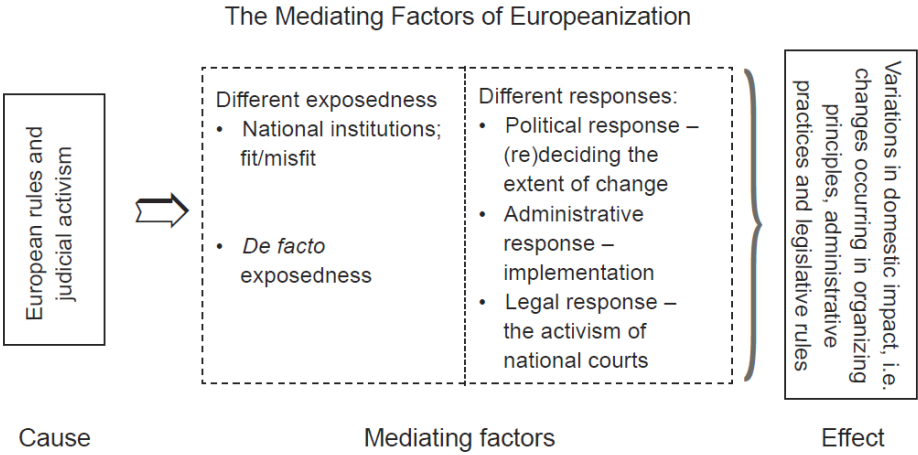 The Mediating Factors of Europeanization
European rules and
judicial activism
Different exposedness
• National institutions;
fit/misfit
• De facto
exposedness
Different responses:
• Political response –
(re)deciding the
extent of change
• Administrative
response –
implementation
• Legal response –
the activism of
national courts
Variations in domestic impact, i.e.
changes occurring in organizing
principles, administrative
practices and legislative rules
Cause
Mediating factors
Effect